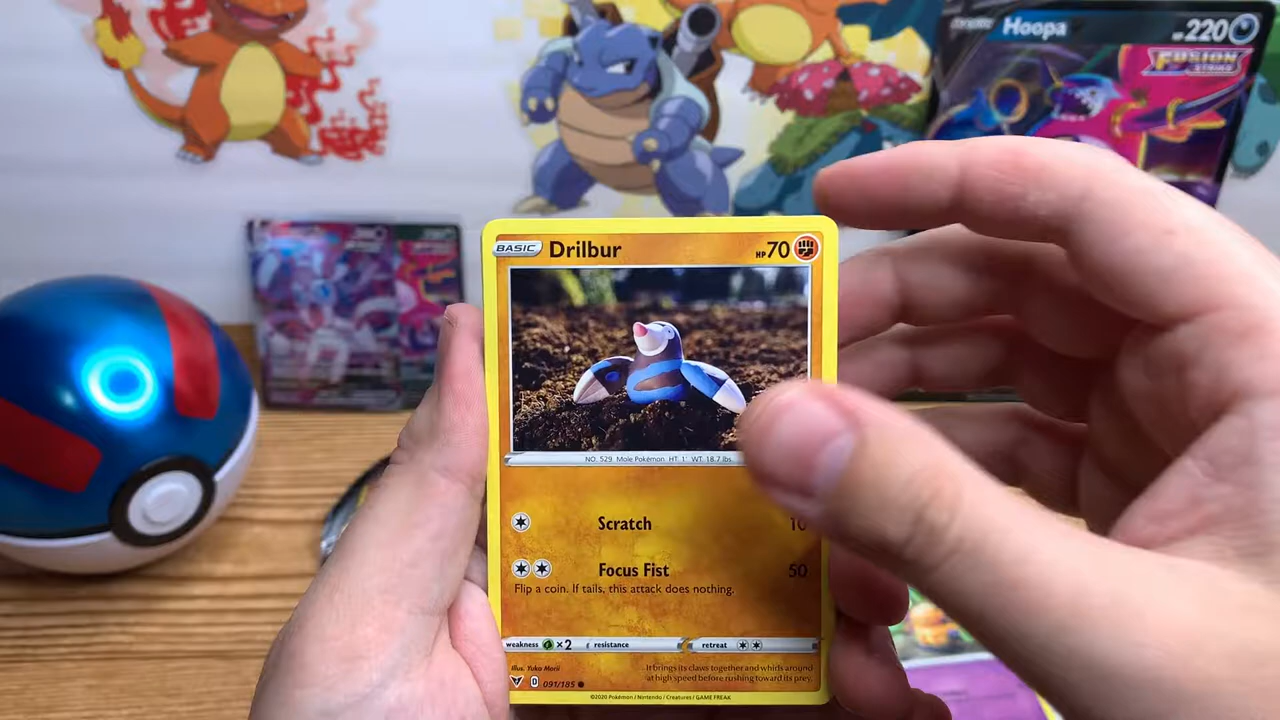 Hoopa 220
FUSION
STRIKE
BASIC Drilbur HP 70
NO. 529 Mole Pokémon HT: 1' WT: 18.7 lbs.
Scratch 10
Focus Fist 50
Flip a coin. If tails, this attack does nothing.
weakness ×2 resistance retreat
Illus. Yuka Morii
It brings its claws together and whirls around
at high speed before rushing toward its prey.
D 091/185
©2020 Pokémon / Nintendo / Creatures / GAME FREAK